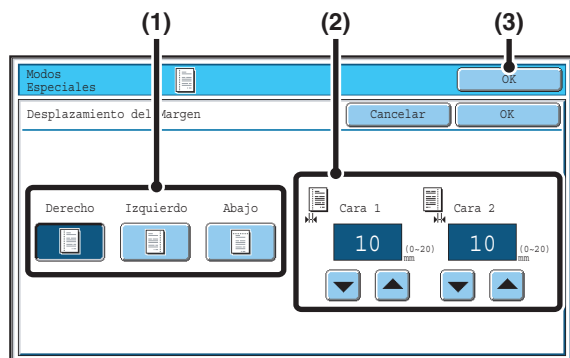 (1) (2) (3)
Modos
Especiales
OK
Desplazamiento del Margen Cancelar OK
Derecho Izquierdo Abajo
Cara 1 Cara 2
10 (0~20) 10 (0~20)
mm mm